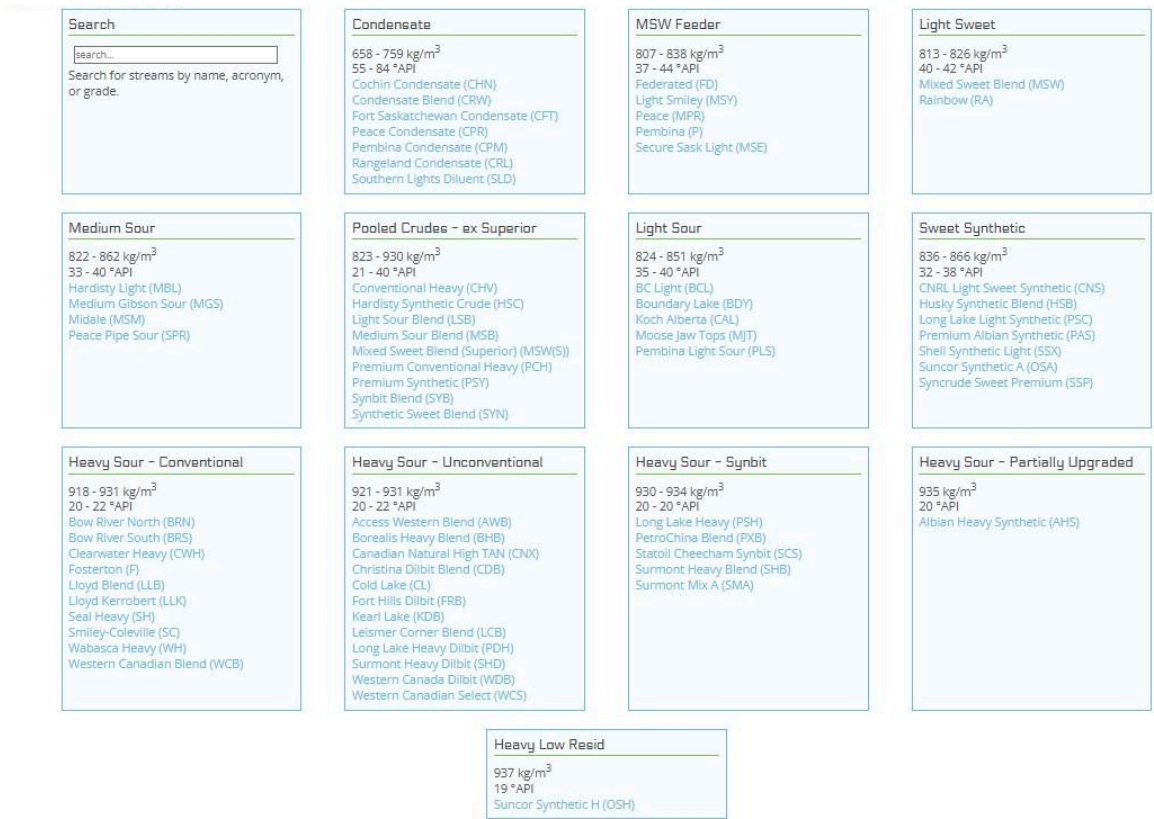 Search
search...
Search for streams by name, acronym,
or grade.
Condensate
658 - 759 kg/m3
55 - 84 °API
Cochin Condensate (CHN)
Condensate Blend (CRW)
Fort Saskatchewan Condensate (CFT)
Peace Condensate (CPR)
Pembina Condensate (CPM)
Rangeland Condensate (CRL)
Southern Lights Diluent (SLD)
MSW Feeder
807 - 838 kg/m3
37 - 44 °API
Federated (FD)
Light Smiley (MSY)
Peace (MPR)
Pembina (P)
Secure Sask Light (MSE)
Light Sweet
813 - 826 kg/m3
40 - 42 °API
Mixed Sweet Blend (MSW)
Rainbow (RA)
Medium Sour
822 - 862 kg/m3
33 - 40 °API
Hardisty Light (MBL)
Medium Gibson Sour (MGS)
Midale (MSM)
Peace Pipe Sour (SPR)
Pooled Crudes - ex Superior
823 - 930 kg/m3
21 - 40 °API
Conventional Heavy (CHV)
Hardisty Synthetic Crude (HSC)
Light Sour Blend (LSB)
Medium Sour Blend (MSB)
Mixed Sweet Blend (Superior) (MSW(S))
Premium Conventional Heavy (PCH)
Premium Synthetic (PSY)
Synbit Blend (SYB)
Synthetic Sweet Blend (SYN)
Light Sour
824 - 851 kg/m3
35 - 40 °API
BC Light (BCL)
Boundary Lake (BDY)
Koch Alberta (CAL)
Moose Jaw Tops (MJT)
Pembina Light Sour (PLS)
Sweet Synthetic
836 - 866 kg/m3
32 - 38 °API
CNRL Light Sweet Synthetic (CNS)
Husky Synthetic Blend (HSB)
Long Lake Light Synthetic (PSC)
Premium Albian Synthetic (PAS)
Shell Synthetic Light (SSX)
Suncor Synthetic A (OSA)
Syncrude Sweet Premium (SSP)
Heavy Sour - Conventional
918 - 931 kg/m3
20 - 22 °API
Bow River North (BRN)
Bow River South (BRS)
Clearwater Heavy (CWH)
Fosterton (F)
Lloyd Blend (LLB)
Lloyd Kerrobert (LLK)
Seal Heavy (SH)
Smiley-Coleville (SC)
Wabasca Heavy (WH)
Western Canadian Blend (WCB)
Heavy Sour - Unconventional
921 - 931 kg/m3
20 - 22 °API
Access Western Blend (AWB)
Borealis Heavy Blend (BHB)
Canadian Natural High TAN (CNX)
Christina Dilbit Blend (CDB)
Cold Lake (CL)
Fort Hills Dilbit (FRB)
Kearl Lake (KDB)
Leismer Corner Blend (LCB)
Long Lake Heavy Dilbit (PDH)
Surmont Heavy Dilbit (SHD)
Western Canada Dilbit (WDB)
Western Canadian Select (WCS)
Heavy Sour - Synbit
930 - 934 kg/m3
20 - 20 °API
Long Lake Heavy (PSH)
PetroChina Blend (PXB)
Statoil Cheecham Synbit (SCS)
Surmont Heavy Blend (SHB)
Surmont Mix A (SMA)
Heavy Sour - Partially Upgraded
935 kg/m3
20 °API
Albian Heavy Synthetic (AHS)
Heavy Low Resid
937 kg/m3
19 °API
Suncor Synthetic H (OSH)